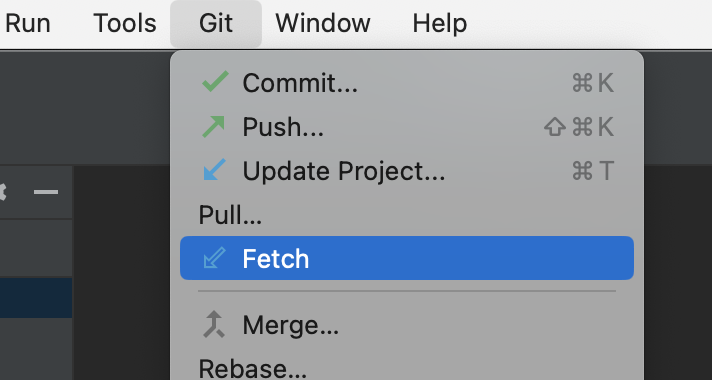 Run Tools Git Window Help
Commit... ⌘K
Push... ⇧⌘K
Update Project... ⌘T
Pull...
Fetch
Merge...
Rebase...